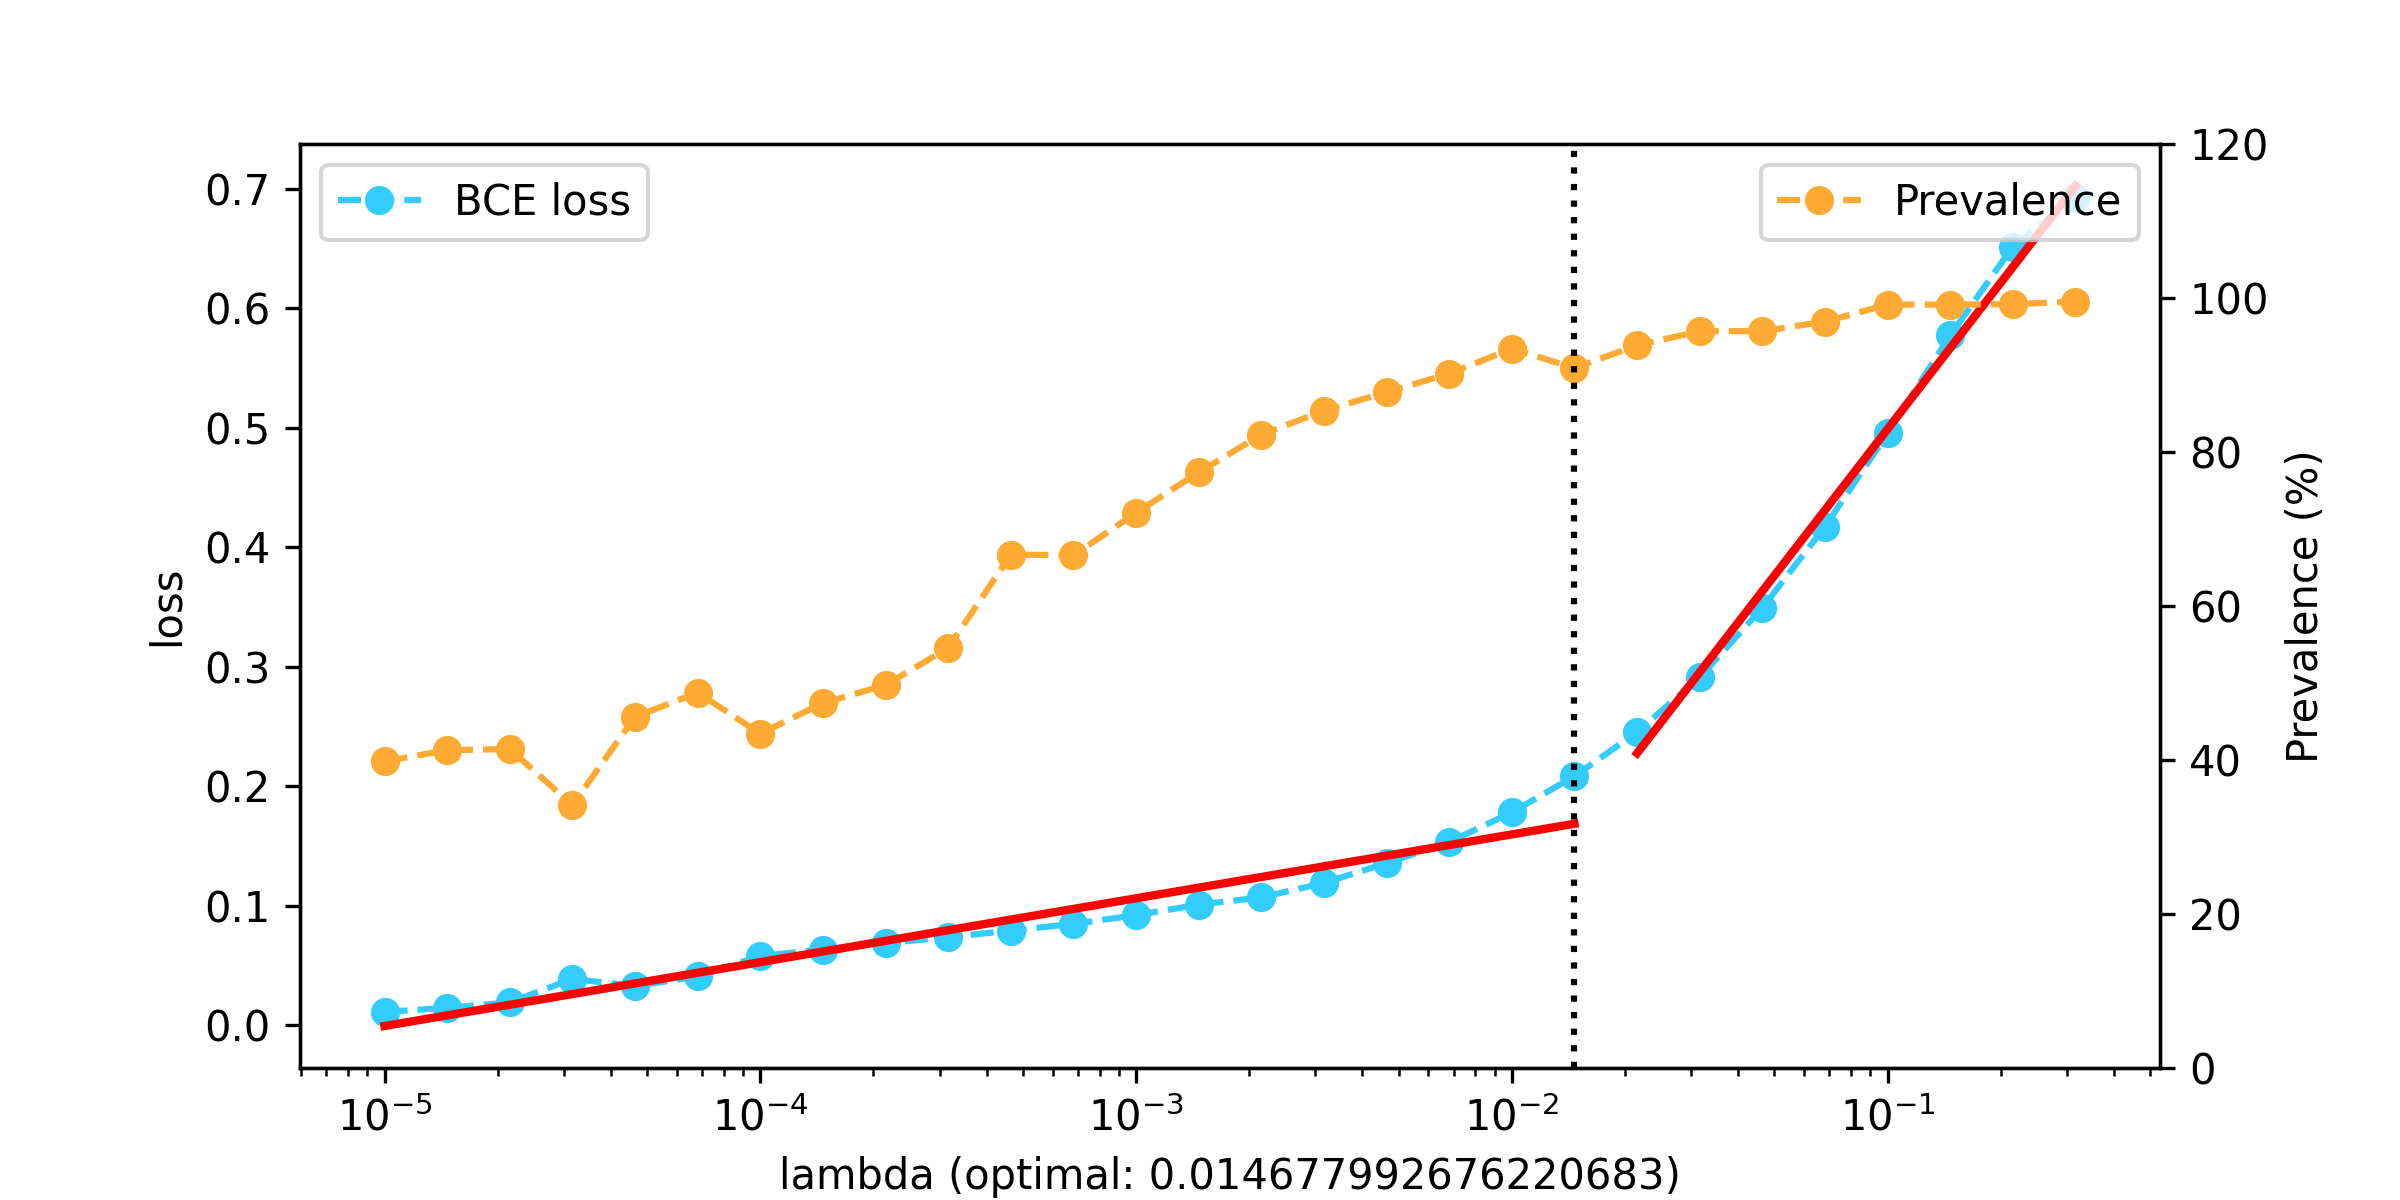 BCE loss
Prevalence
loss
0.7
0.6
0.5
0.4
0.3
0.2
0.1
0.0
120
100
80
60
40
20
0
Prevalence (%)
10⁻⁵ 10⁻⁴ 10⁻³ 10⁻² 10⁻¹
lambda (optimal: 0.014677992676220683)